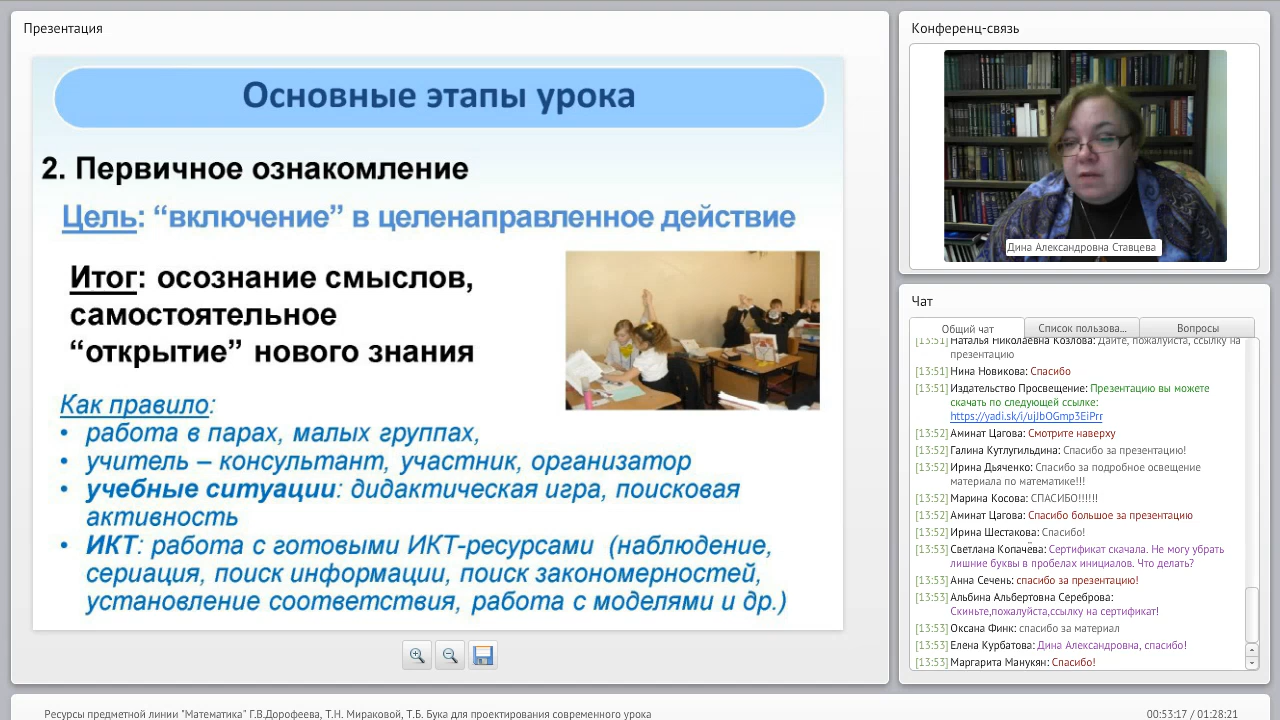 Презентация
Основные этапы урока
2. Первичное ознакомление
Цель: “включение” в целенаправленное действие
Итог: осознание смыслов,
самостоятельное
“открытие” нового знания
Как правило:
• работа в парах, малых группах,
• учитель – консультант, участник, организатор
• учебные ситуации: дидактическая игра, поисковая
активность
• ИКТ: работа с готовыми ИКТ-ресурсами (наблюдение,
сериация, поиск информации, поиск закономерностей,
установление соответствия, работа с моделями и др.)
Конференц-связь
Дина Александровна Ставцева
Чат
Общий чат
Список пользова...
Вопросы
[13:51] Наталья Николаевна Козлова: Дайте, пожалуйста, ссылку на
презентацию
[13:51] Нина Новикова: Спасибо
[13:51] Издательство Просвещение: Презентацию вы можете
скачать по следующей ссылке:
https://yadi.sk/i/ujJbOGmp3EiPrr
[13:52] Аминат Цагова: Смотрите наверху
[13:52] Галина Кутлугильдина: Спасибо за презентацию!
[13:52] Ирина Дьяченко: Спасибо за подробное освещение
материала по математике!!!
[13:52] Марина Косова: СПАСИБО!!!!!!
[13:52] Аминат Цагова: Спасибо большое за презентацию
[13:52] Ирина Шестакова: Спасибо!
[13:53] Светлана Копачёва: Сертификат скачала. Не могу убрать
лишние буквы в пробелах инициалов. Что делать?
[13:53] Анна Сечень: спасибо за презентацию!
[13:53] Альбина Альбертовна Сереброва:
Скиньте,пожалуйста,ссылку на сертификат!
[13:53] Оксана Финк: спасибо за материал
[13:53] Елена Курбатова: Дина Александровна, спасибо!
[13:53] Маргарита Манукян: Спасибо!
Ресурсы предметной линии "Математика" Г.В.Дорофеева, Т.Н. Мираковой, Т.Б. Бука для проектирования современного урока
00:53:17 / 01:28:21